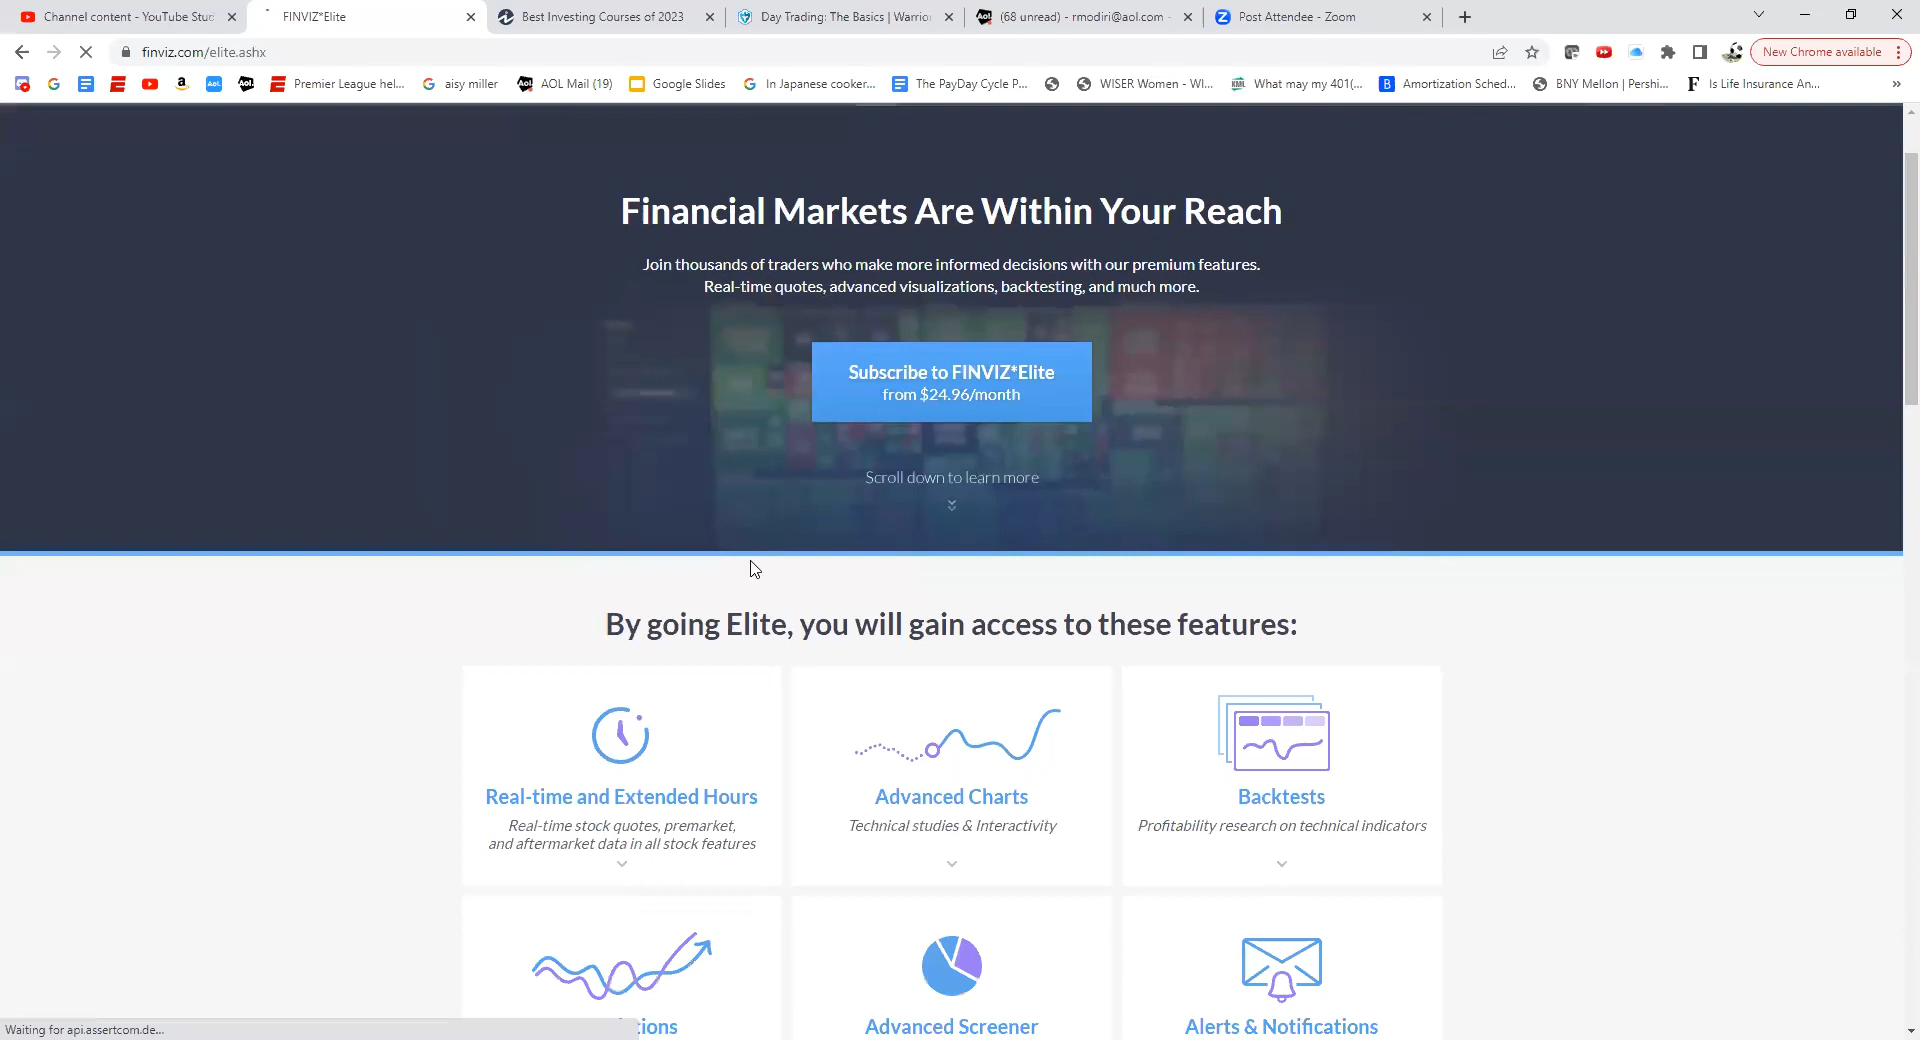 Channel content - YouTube Stud
FINVIZ*Elite
Best Investing Courses of 2023
Day Trading: The Basics | Warrior
(68 unread) - rmodiri@aol.com -
Post Attendee - Zoom
finviz.com/elite.ashx
New Chrome available
Premier League hel...
aisy miller
AOL Mail (19)
Google Slides
In Japanese cooker...
The PayDay Cycle P...
WISER Women - WI...
What may my 401(...
Amortization Sched...
BNY Mellon | Pershi...
Is Life Insurance An...
Financial Markets Are Within Your Reach
Join thousands of traders who make more informed decisions with our premium features.
Real-time quotes, advanced visualizations, backtesting, and much more.
Subscribe to FINVIZ*Elite
from $24.96/month
Scroll down to learn more
By going Elite, you will gain access to these features:
Real-time and Extended Hours
Real-time stock quotes, premarket,
and aftermarket data in all stock features
Advanced Charts
Technical studies & Interactivity
Backtests
Profitability research on technical indicators
Advanced Screener
Alerts & Notifications
Waiting for api.assertcom.de...